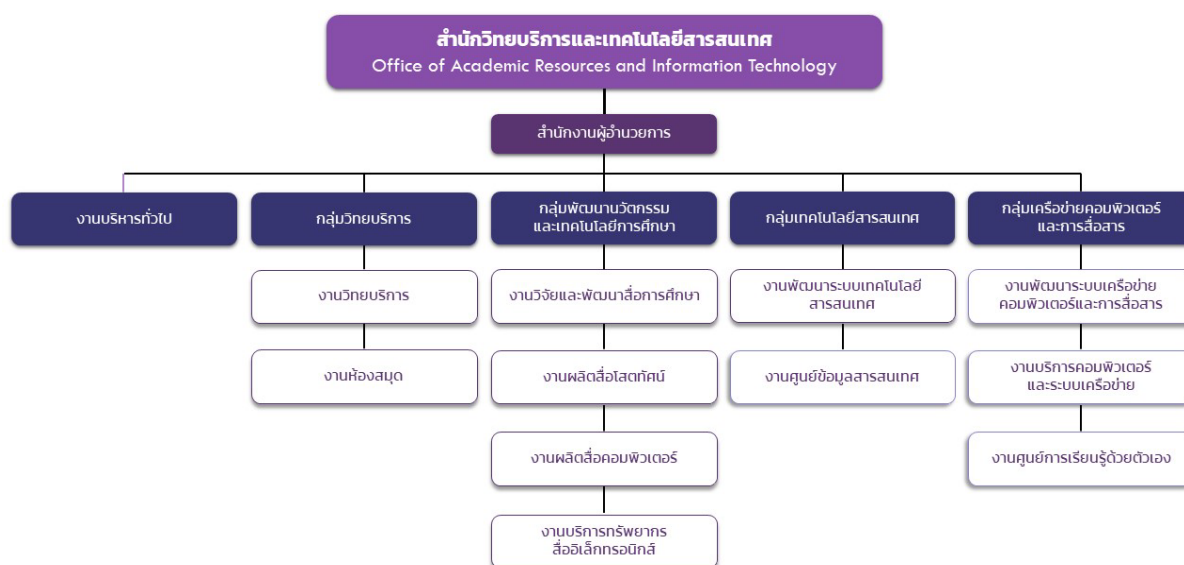 สำนักวิทยบริการและเทคโนโลยีสารสนเทศ
Office of Academic Resources and Information Technology
สำนักงานผู้อำนวยการ
งานบริหารทั่วไป
กลุ่มวิทยบริการ
กลุ่มพัฒนานวัตกรรม
และเทคโนโลยีการศึกษา
กลุ่มเทคโนโลยีสารสนเทศ
กลุ่มเครือข่ายคอมพิวเตอร์
และการสื่อสาร
งานวิทยบริการ
งานวิจัยและพัฒนาสื่อการศึกษา
งานพัฒนาระบบเทคโนโลยี
สารสนเทศ
งานพัฒนาระบบเครือข่าย
คอมพิวเตอร์และการสื่อสาร
งานห้องสมุด
งานผลิตสื่อโสตทัศน์
งานศูนย์ข้อมูลสารสนเทศ
งานบริการคอมพิวเตอร์
และระบบเครือข่าย
งานผลิตสื่อคอมพิวเตอร์
งานศูนย์การเรียนรู้ด้วยตัวเอง
งานบริการทรัพยากร
สื่ออิเล็กทรอนิกส์